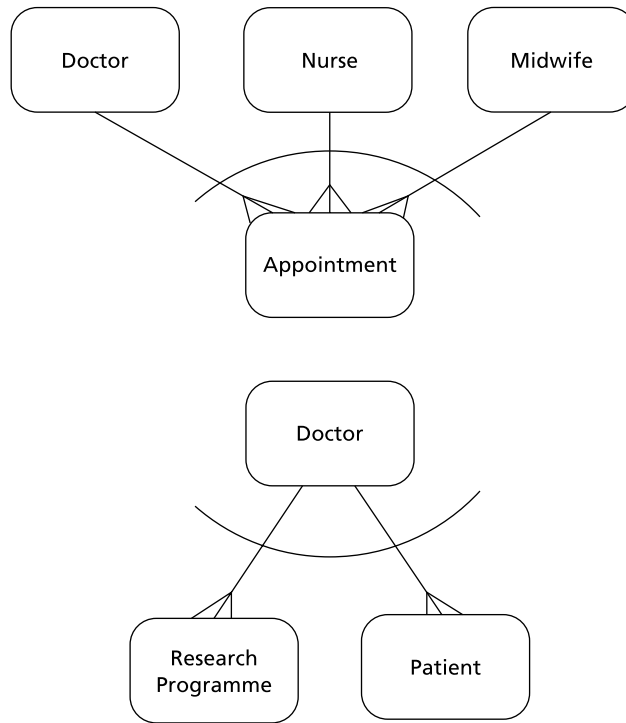 Doctor
Nurse
Midwife
Appointment
Doctor
Research
Programme
Patient